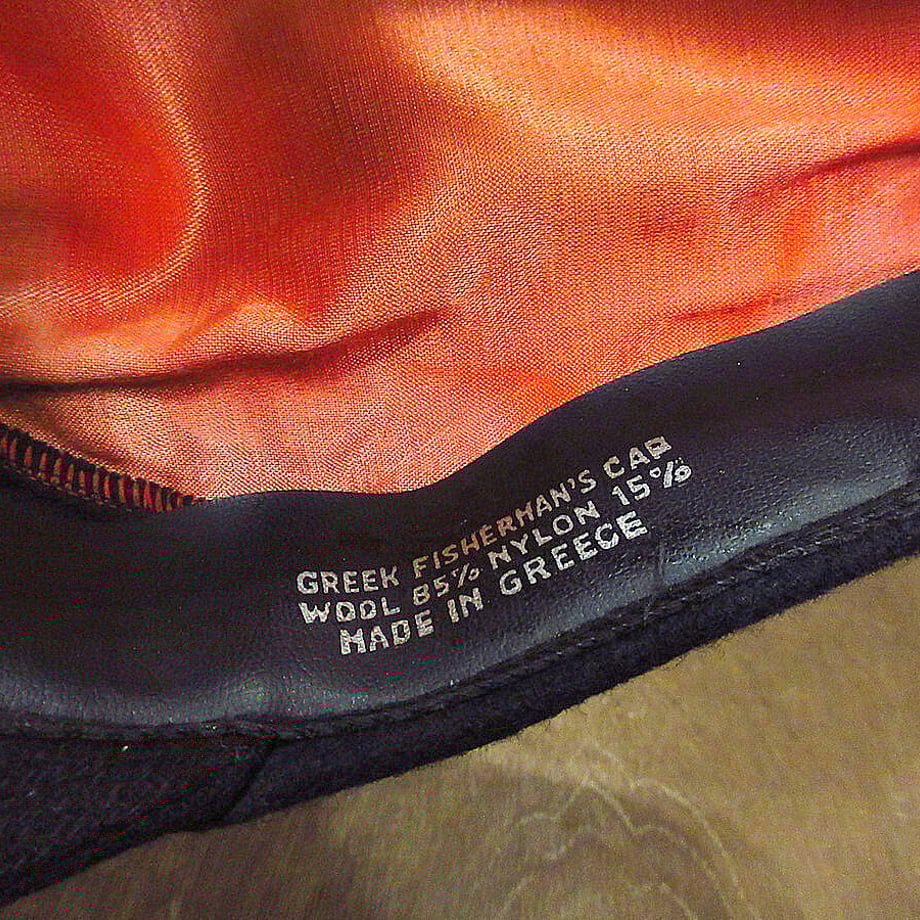 GREEK FISHERMAN'S CAP
WOOL 85% NYLON 15%
MADE IN GREECE